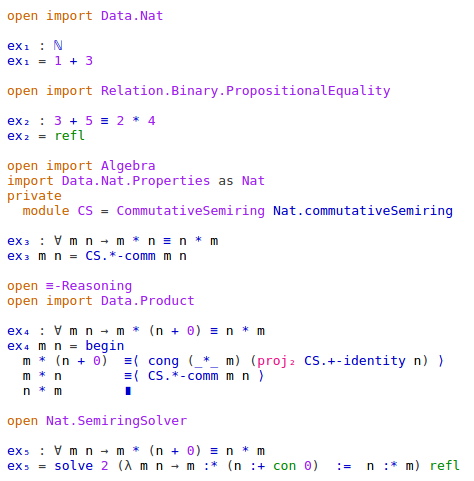 open import Data.Nat
ex₁ : ℕ
ex₁ = 1 + 3
open import Relation.Binary.PropositionalEquality
ex₂ : 3 + 5 ≡ 2 * 4
ex₂ = refl
open import Algebra
import Data.Nat.Properties as Nat
private
  module CS = CommutativeSemiring Nat.commutativeSemiring
ex₃ : ∀ m n → m * n ≡ n * m
ex₃ m n = CS.*-comm m n
open ≡-Reasoning
open import Data.Product
ex₄ : ∀ m n → m * (n + 0) ≡ n * m
ex₄ m n = begin
  m * (n + 0)  ≡⟨ cong (_*_ m) (proj₂ CS.+-identity n) ⟩
  m * n        ≡⟨ CS.*-comm m n ⟩
  n * m        ∎
open Nat.SemiringSolver
ex₅ : ∀ m n → m * (n + 0) ≡ n * m
ex₅ = solve 2 (λ m n → m :* (n :+ con 0)  :=  n :* m) refl